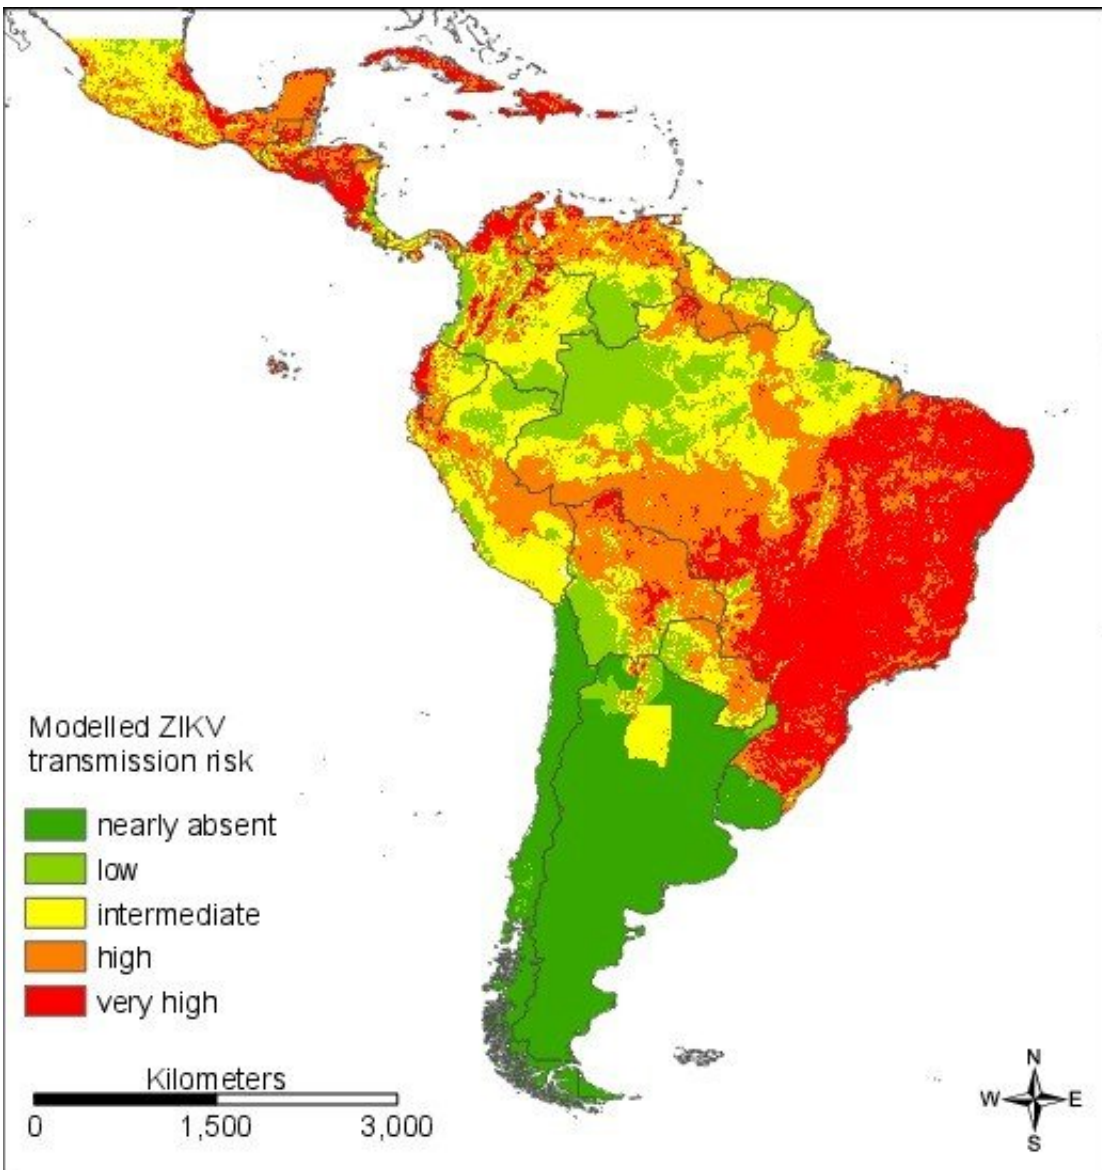 Modelled ZIKV
transmission risk
nearly absent
low
intermediate
high
very high
Kilometers
0 1,500 3,000
N
W E
S